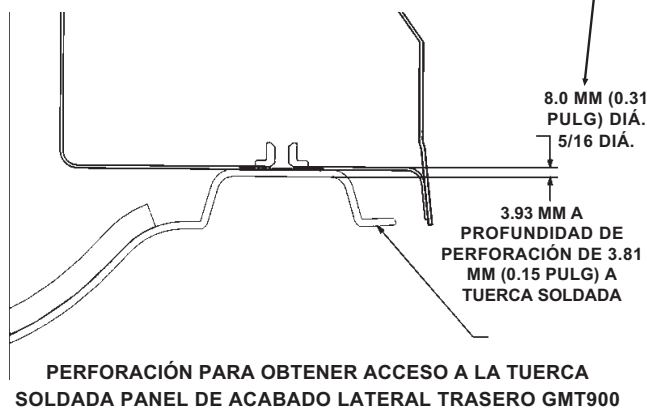 8.0 MM (0.31
PULG) DIÁ.
5/16 DIÁ.
3.93 MM A
PROFUNDIDAD DE
PERFORACIÓN DE 3.81
MM (0.15 PULG) A
TUERCA SOLDADA
PERFORACIÓN PARA OBTENER ACCESO A LA TUERCA
SOLDADA PANEL DE ACABADO LATERAL TRASERO GMT900